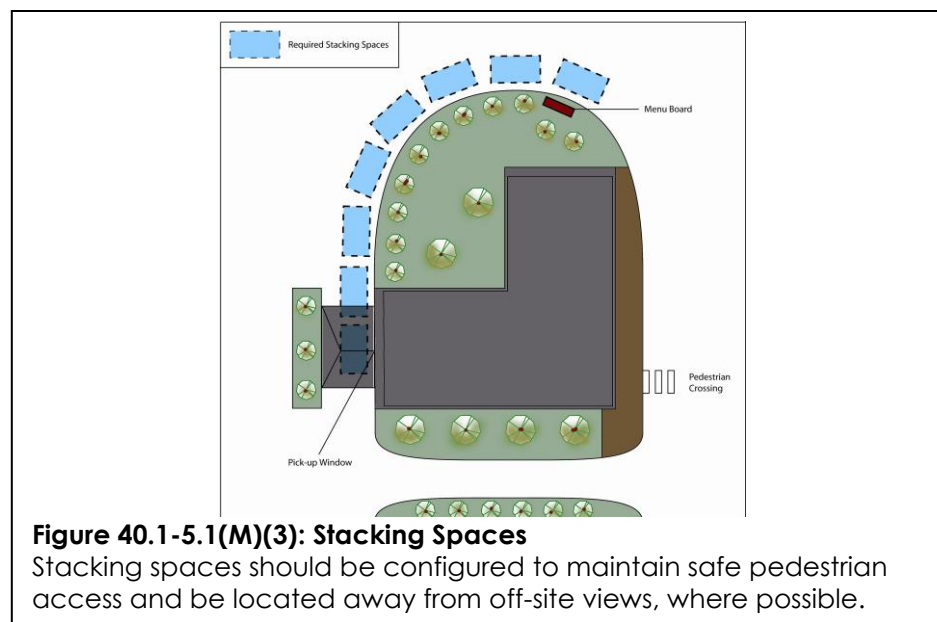 Required Stacking Spaces
Menu Board
Pedestrian
Crossing
Pick-up Window
Figure 40.1-5.1(M)(3): Stacking Spaces
Stacking spaces should be configured to maintain safe pedestrian
access and be located away from off-site views, where possible.